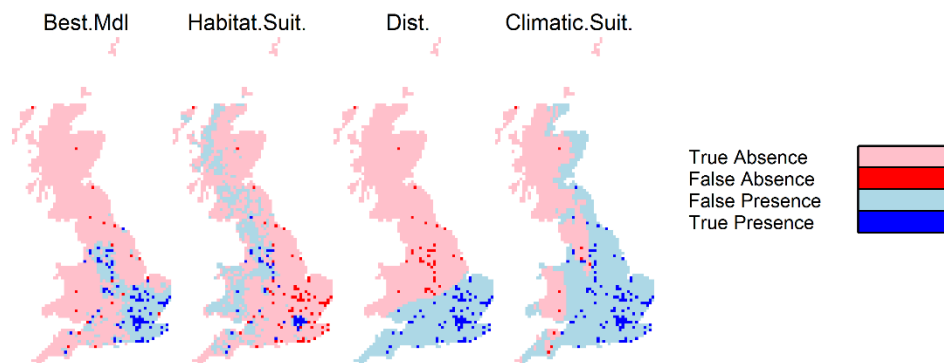 Best.Mdl Habitat.Suit. Dist. Climatic.Suit.
True Absence
False Absence
False Presence
True Presence